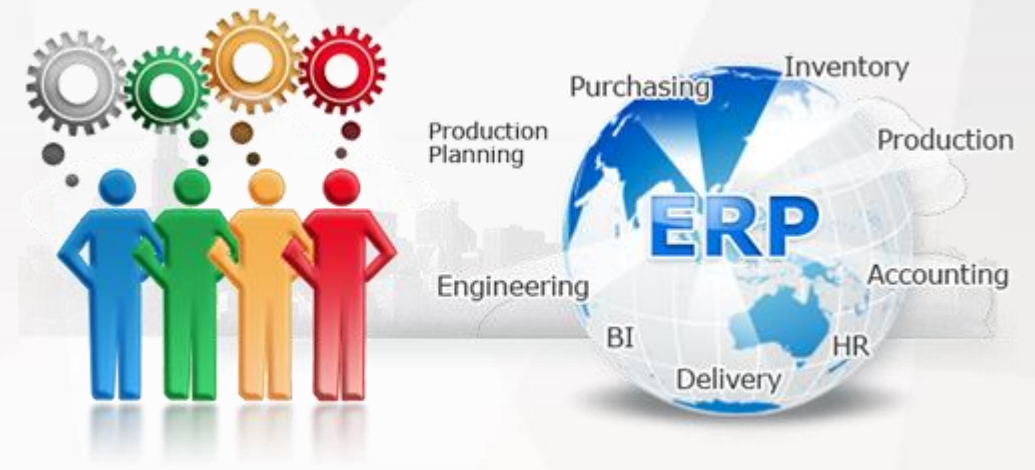 Inventory
Purchasing
Production
Planning
Production
ERP
Accounting
Engineering
BI
HR
Delivery